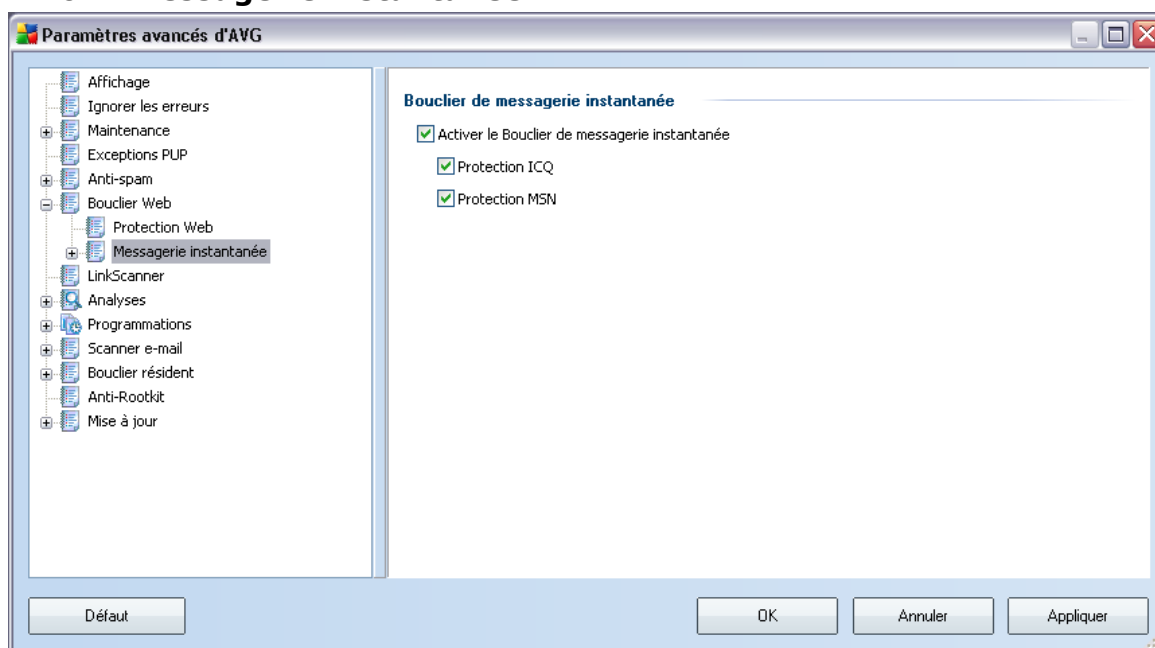 Paramètres avancés d'AVG
Affichage
Ignorer les erreurs
Maintenance
Exceptions PUP
Anti-spam
Bouclier Web
Protection Web
Messagerie instantanée
LinkScanner
Analyses
Programmations
Scanner e-mail
Bouclier résident
Anti-Rootkit
Mise à jour
Bouclier de messagerie instantanée
Activer le Bouclier de messagerie instantanée
Protection ICQ
Protection MSN
Défaut
OK
Annuler
Appliquer